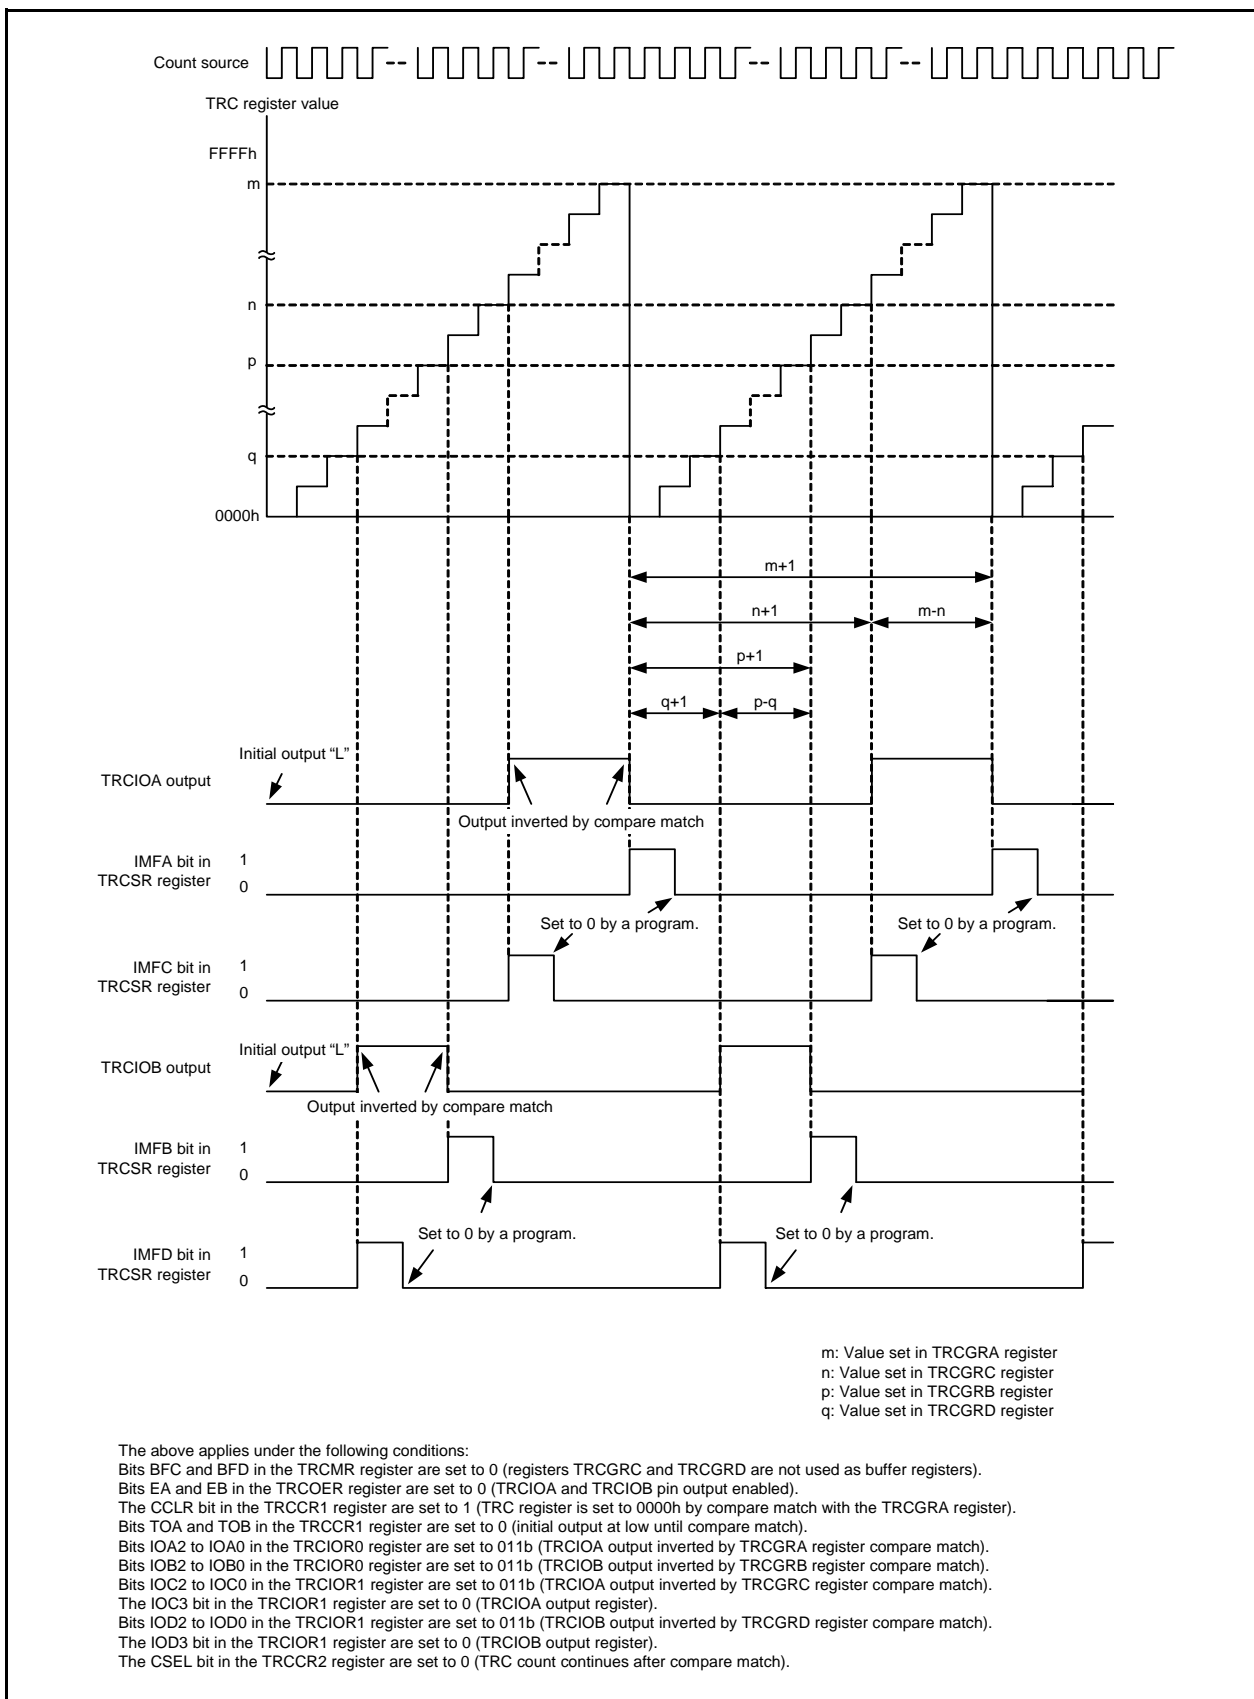 Count source
TRC register value
FFFFh
m
n
p
q
0000h
m+1
n+1
m-n
p+1
q+1
p-q
Initial output “L”
TRCIOA output
Output inverted by compare match
IMFA bit in
TRCSR register
1
0
Set to 0 by a program.
Set to 0 by a program.
IMFC bit in
TRCSR register
1
0
Initial output “L”
TRCIOB output
Output inverted by compare match
IMFB bit in
TRCSR register
1
0
Set to 0 by a program.
Set to 0 by a program.
IMFD bit in
TRCSR register
1
0
m: Value set in TRCGRA register
n: Value set in TRCGRC register
p: Value set in TRCGRB register
q: Value set in TRCGRD register
The above applies under the following conditions:
Bits BFC and BFD in the TRCMR register are set to 0 (registers TRCGRC and TRCGRD are not used as buffer registers).
Bits EA and EB in the TRCOER register are set to 0 (TRCIOA and TRCIOB pin output enabled).
The CCLR bit in the TRCCR1 register are set to 1 (TRC register is set to 0000h by compare match with the TRCGRA register).
Bits TOA and TOB in the TRCCR1 register are set to 0 (initial output at low until compare match).
Bits IOA2 to IOA0 in the TRCIOR0 register are set to 011b (TRCIOA output inverted by TRCGRA register compare match).
Bits IOB2 to IOB0 in the TRCIOR0 register are set to 011b (TRCIOB output inverted by TRCGRB register compare match).
Bits IOC2 to IOC0 in the TRCIOR1 register are set to 011b (TRCIOA output inverted by TRCGRC register compare match).
The IOC3 bit in the TRCIOR1 register are set to 0 (TRCIOA output register).
Bits IOD2 to IOD0 in the TRCIOR1 register are set to 011b (TRCIOB output inverted by TRCGRD register compare match).
The IOD3 bit in the TRCIOR1 register are set to 0 (TRCIOB output register).
The CSEL bit in the TRCCR2 register are set to 0 (TRC count continues after compare match).